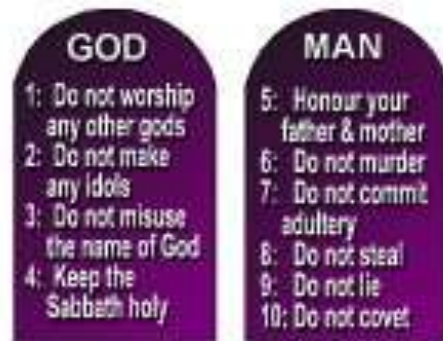 GOD
1: Do not worship
any other gods
2: Do not make
any idols
3: Do not misuse
the name of God
4: Keep the
Sabbath holy
MAN
5: Honour your
father & mother
6: Do not murder
7: Do not commit
adultery
8: Do not steal
9: Do not lie
10: Do not covet